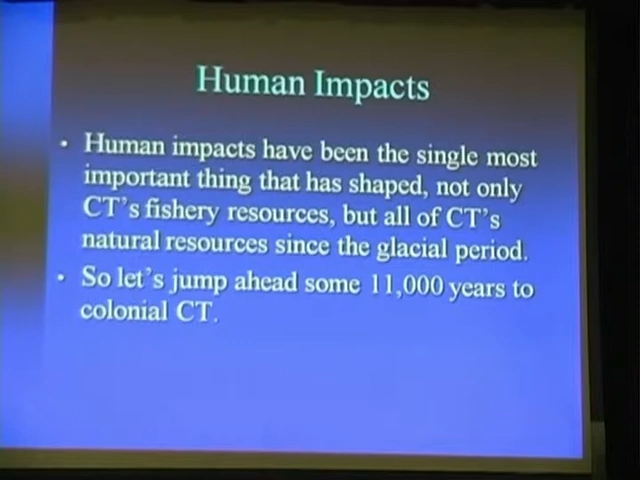 Human Impacts
• Human impacts have been the single most
important thing that has shaped, not only
CT's fishery resources, but all of CT's
natural resources since the glacial period.
• So let's jump ahead some 11,000 years to
colonial CT.